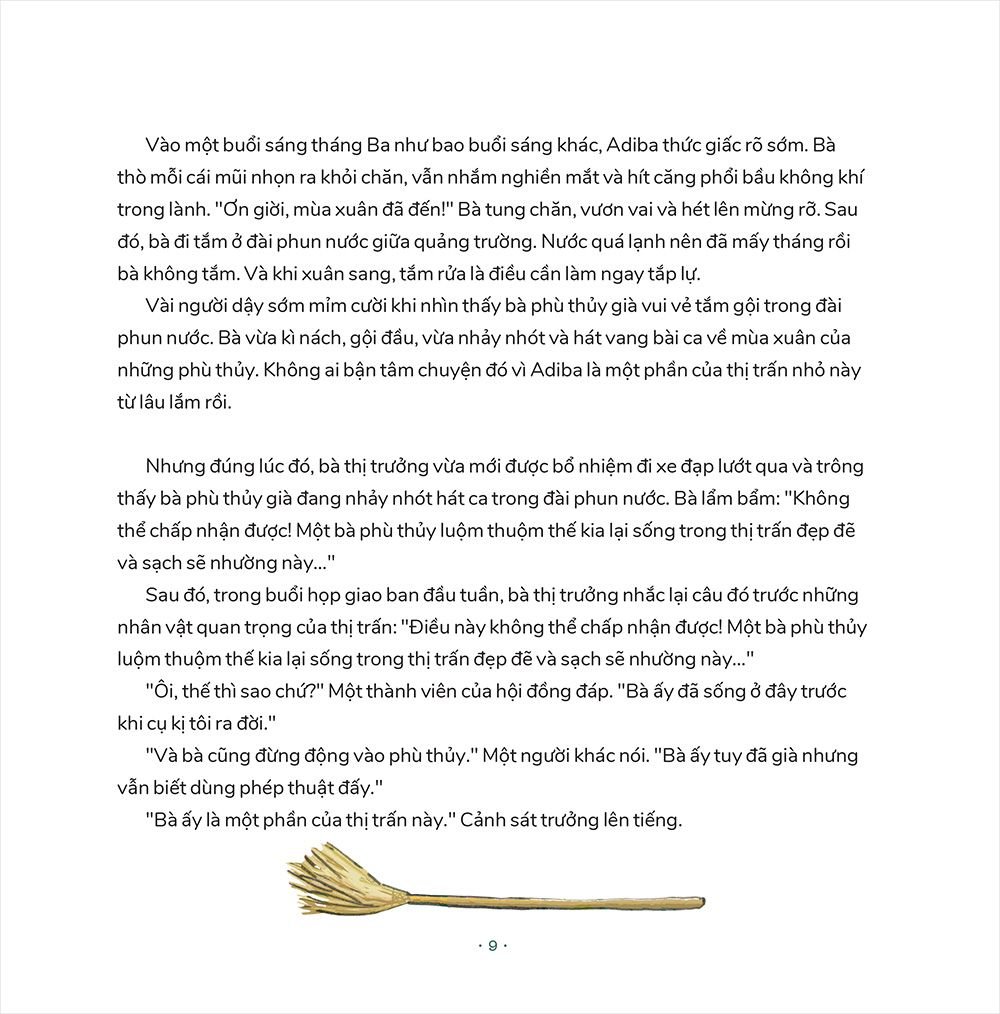 Vào một buổi sáng tháng Ba như bao buổi sáng khác, Adiba thức giấc rõ sớm. Bà
thò mỗi cái mũi nhọn ra khỏi chăn, vẫn nhắm nghiền mắt và hít căng phổi bầu không khí
trong lành. "Ơn giời, mùa xuân đã đến!" Bà tung chăn, vươn vai và hét lên mừng rỡ. Sau
đó, bà đi tắm ở đài phun nước giữa quảng trường. Nước quá lạnh nên đã mấy tháng rồi
bà không tắm. Và khi xuân sang, tắm rửa là điều cần làm ngay tắp lự.
Vài người dậy sớm mỉm cười khi nhìn thấy bà phù thủy già vui vẻ tắm gội trong đài
phun nước. Bà vừa kì nách, gội đầu, vừa nhảy nhót và hát vang bài ca về mùa xuân của
những phù thủy. Không ai bận tâm chuyện đó vì Adiba là một phần của thị trấn nhỏ này
từ lâu lắm rồi.
Nhưng đúng lúc đó, bà thị trưởng vừa mới được bổ nhiệm đi xe đạp lướt qua và trông
thấy bà phù thủy già đang nhảy nhót hát ca trong đài phun nước. Bà lẩm bẩm: "Không
thể chấp nhận được! Một bà phù thủy luộm thuộm thế kia lại sống trong thị trấn đẹp đẽ
và sạch sẽ nhường này..."
Sau đó, trong buổi họp giao ban đầu tuần, bà thị trưởng nhắc lại câu đó trước những
nhân vật quan trọng của thị trấn: "Điều này không thể chấp nhận được! Một bà phù thủy
luộm thuộm thế kia lại sống trong thị trấn đẹp đẽ và sạch sẽ nhường này..."
"Ôi, thế thì sao chứ?" Một thành viên của hội đồng đáp. "Bà ấy đã sống ở đây trước
khi cụ kị tôi ra đời."
"Và bà cũng đừng động vào phù thủy." Một người khác nói. "Bà ấy tuy đã già nhưng
vẫn biết dùng phép thuật đấy."
"Bà ấy là một phần của thị trấn này." Cảnh sát trưởng lên tiếng.
· 9 ·